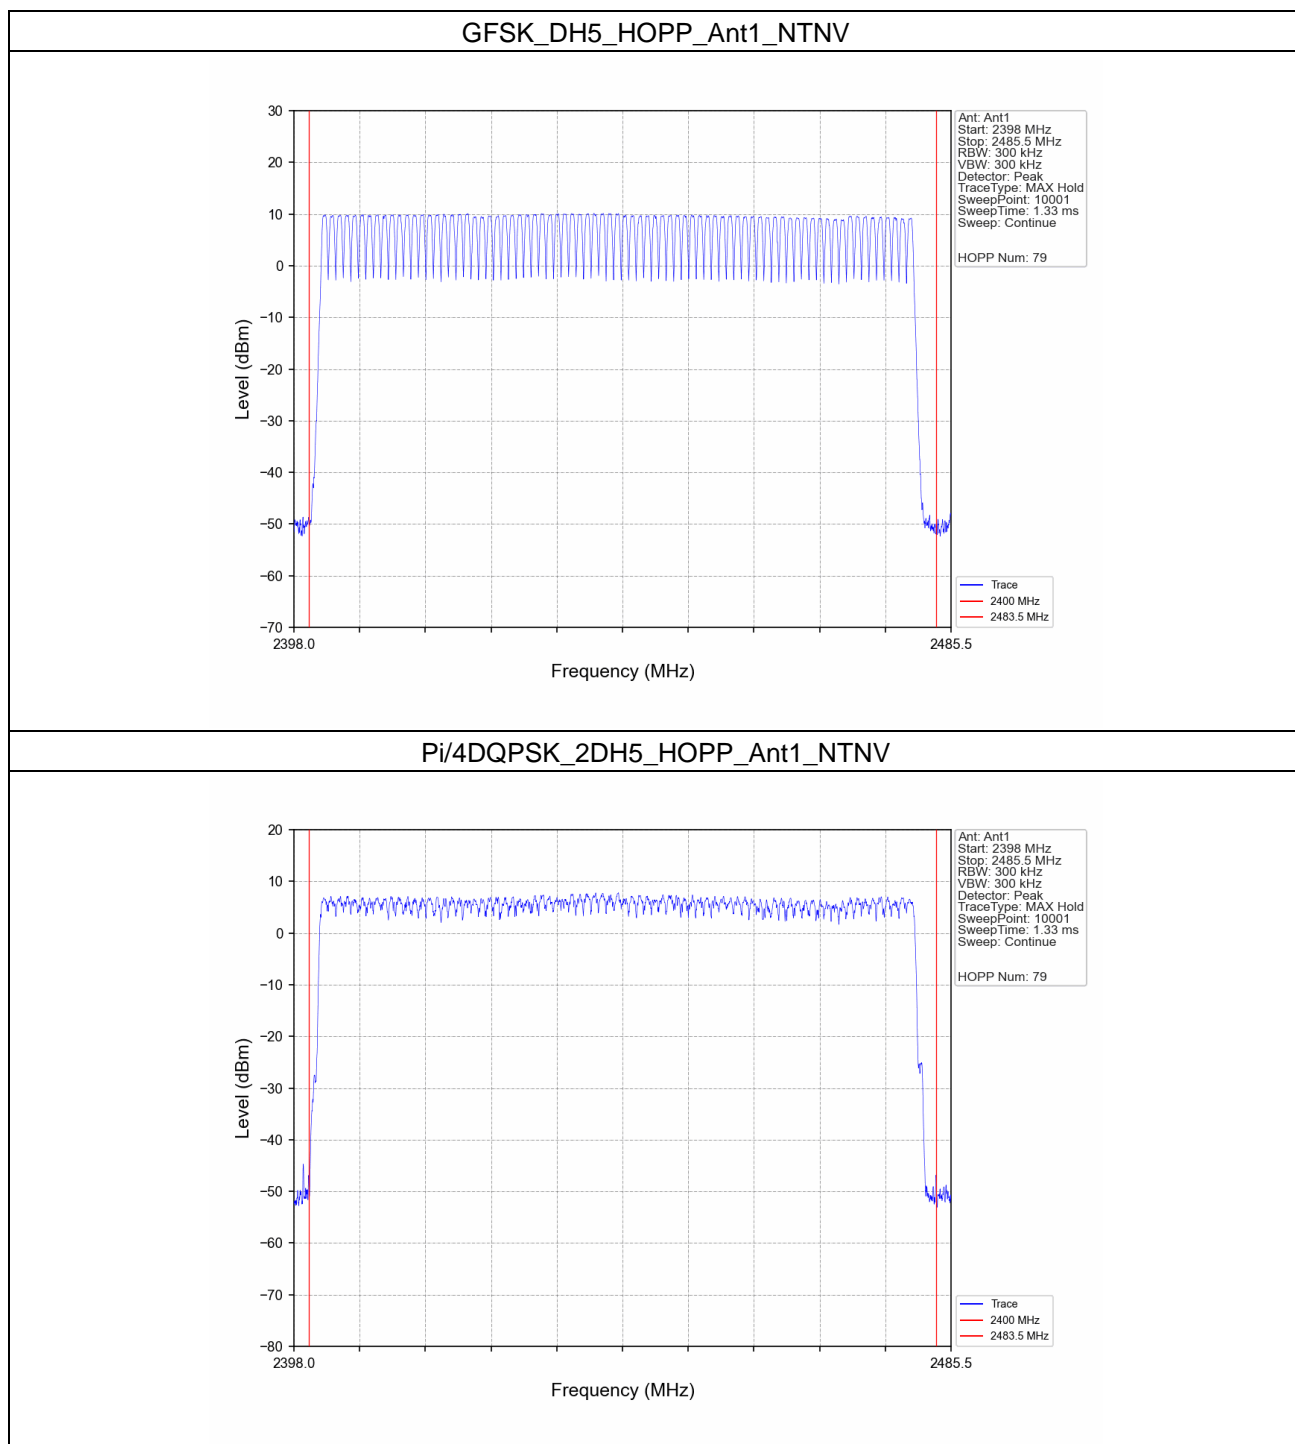 GFSK_DH5_HOPP_Ant1_NTNV
30
20
10
0
−10
−20
−30
−40
−50
−60
−70
Level (dBm)
2398.0
2485.5
Frequency (MHz)
Ant: Ant1
Start: 2398 MHz
Stop: 2485.5 MHz
RBW: 300 kHz
VBW: 300 kHz
Detector: Peak
TraceType: MAX Hold
SweepPoint: 10001
SweepTime: 1.33 ms
Sweep: Continue
HOPP Num: 79
Trace
2400 MHz
2483.5 MHz
Pi/4DQPSK_2DH5_HOPP_Ant1_NTNV
20
10
0
−10
−20
−30
−40
−50
−60
−70
−80
Level (dBm)
2398.0
2485.5
Frequency (MHz)
Ant: Ant1
Start: 2398 MHz
Stop: 2485.5 MHz
RBW: 300 kHz
VBW: 300 kHz
Detector: Peak
TraceType: MAX Hold
SweepPoint: 10001
SweepTime: 1.33 ms
Sweep: Continue
HOPP Num: 79
Trace
2400 MHz
2483.5 MHz